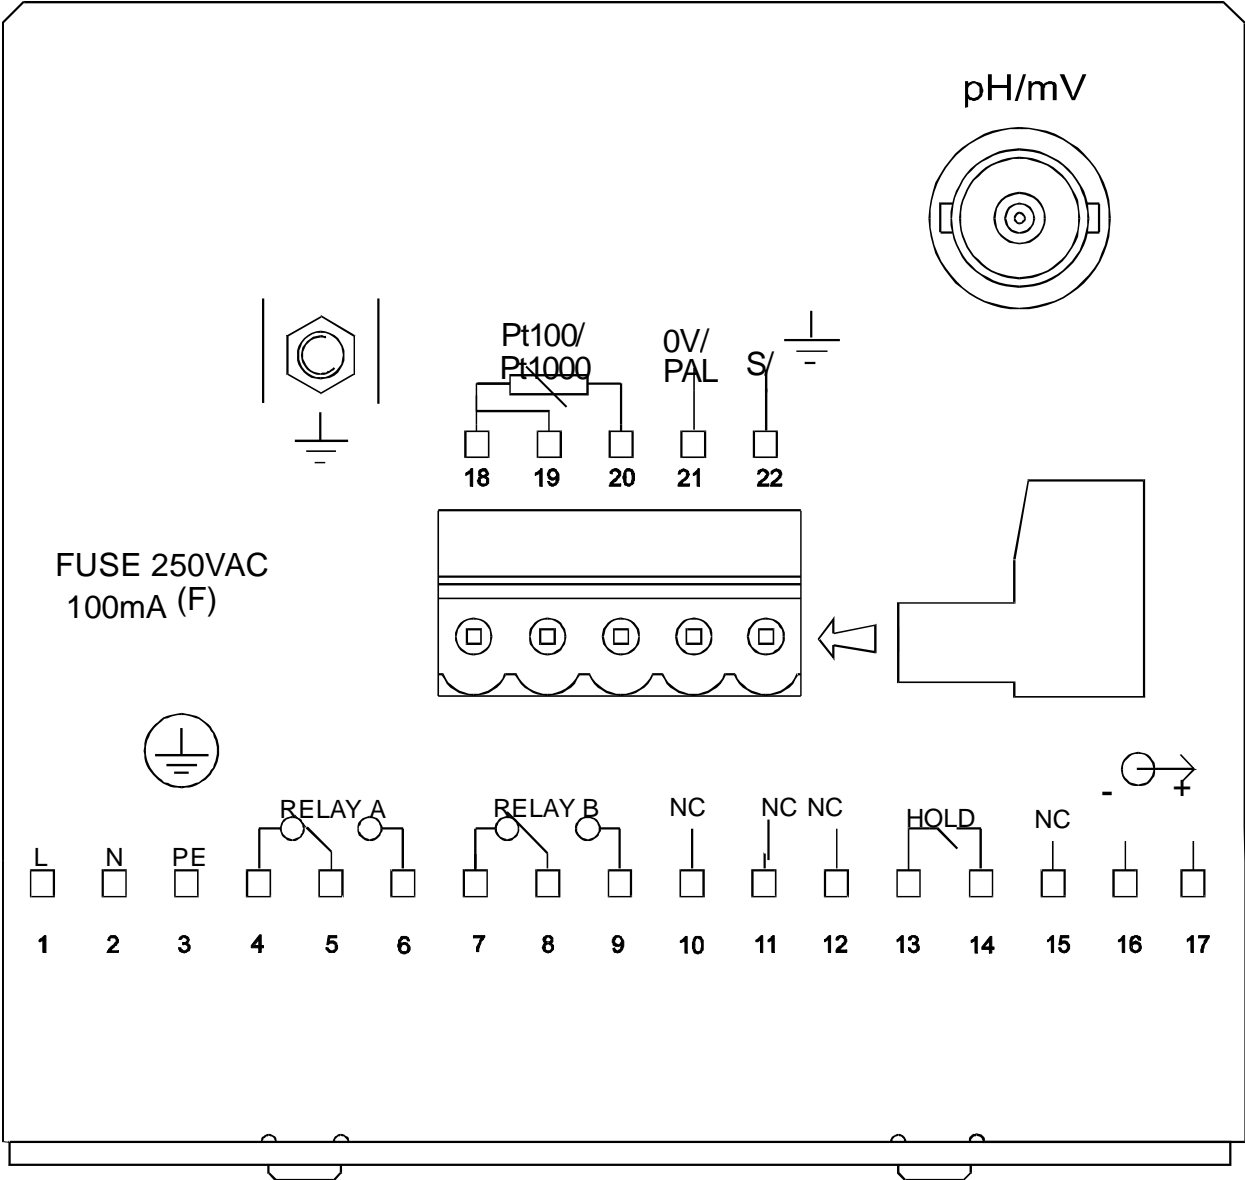 pH/mV
Pt100/
Pt1000
0V/
PAL
S/
18 19 20 21 22
FUSE 250VAC
100mA (F)
- +
RELAY A RELAY B NC NC NC HOLD NC
L N PE
1 2 3 4 5 6 7 8 9 10 11 12 13 14 15 16 17